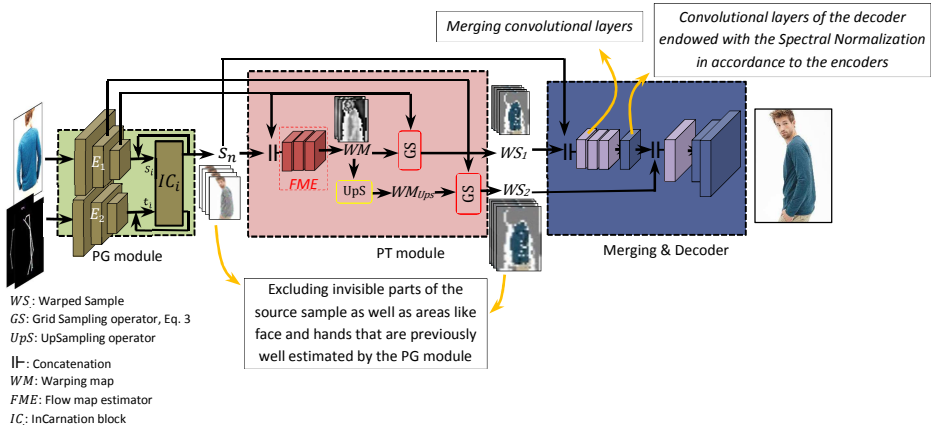 Merging convolutional layers
Convolutional layers of the decoder
endowed with the Spectral Normalization
in accordance to the encoders
E1
E2
si
ti
ICi
PG module
Sn
FME
WM
UpS
WMUps
GS
GS
PT module
WS1
WS2
Merging & Decoder
Excluding invisible parts of the
source sample as well as areas like
face and hands that are previously
well estimated by the PG module
WS: Warped Sample
GS: Grid Sampling operator, Eq. 3
UpS: UpSampling operator
⊩: Concatenation
WM: Warping map
FME: Flow map estimator
IC: InCarnation block